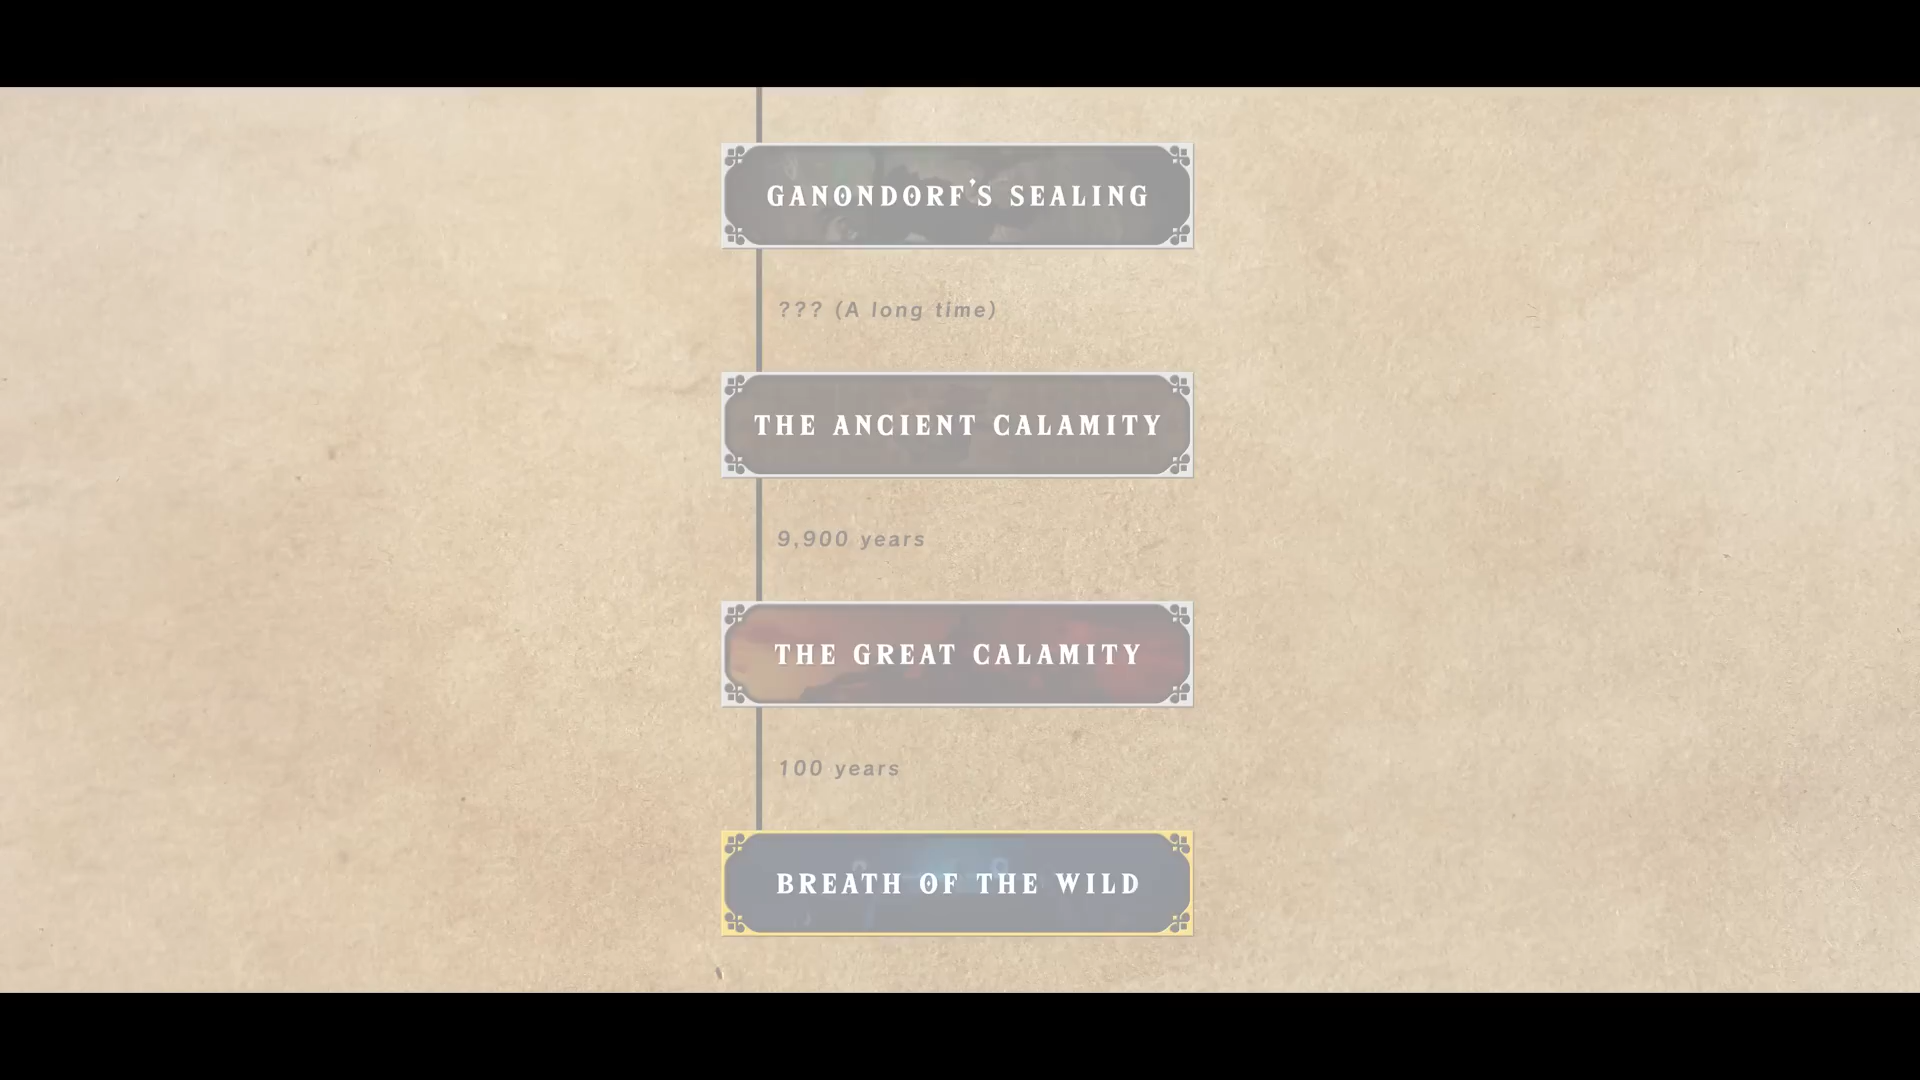 GANONDORF'S SEALING
??? (A long time)
THE ANCIENT CALAMITY
9,900 years
THE GREAT CALAMITY
100 years
BREATH OF THE WILD